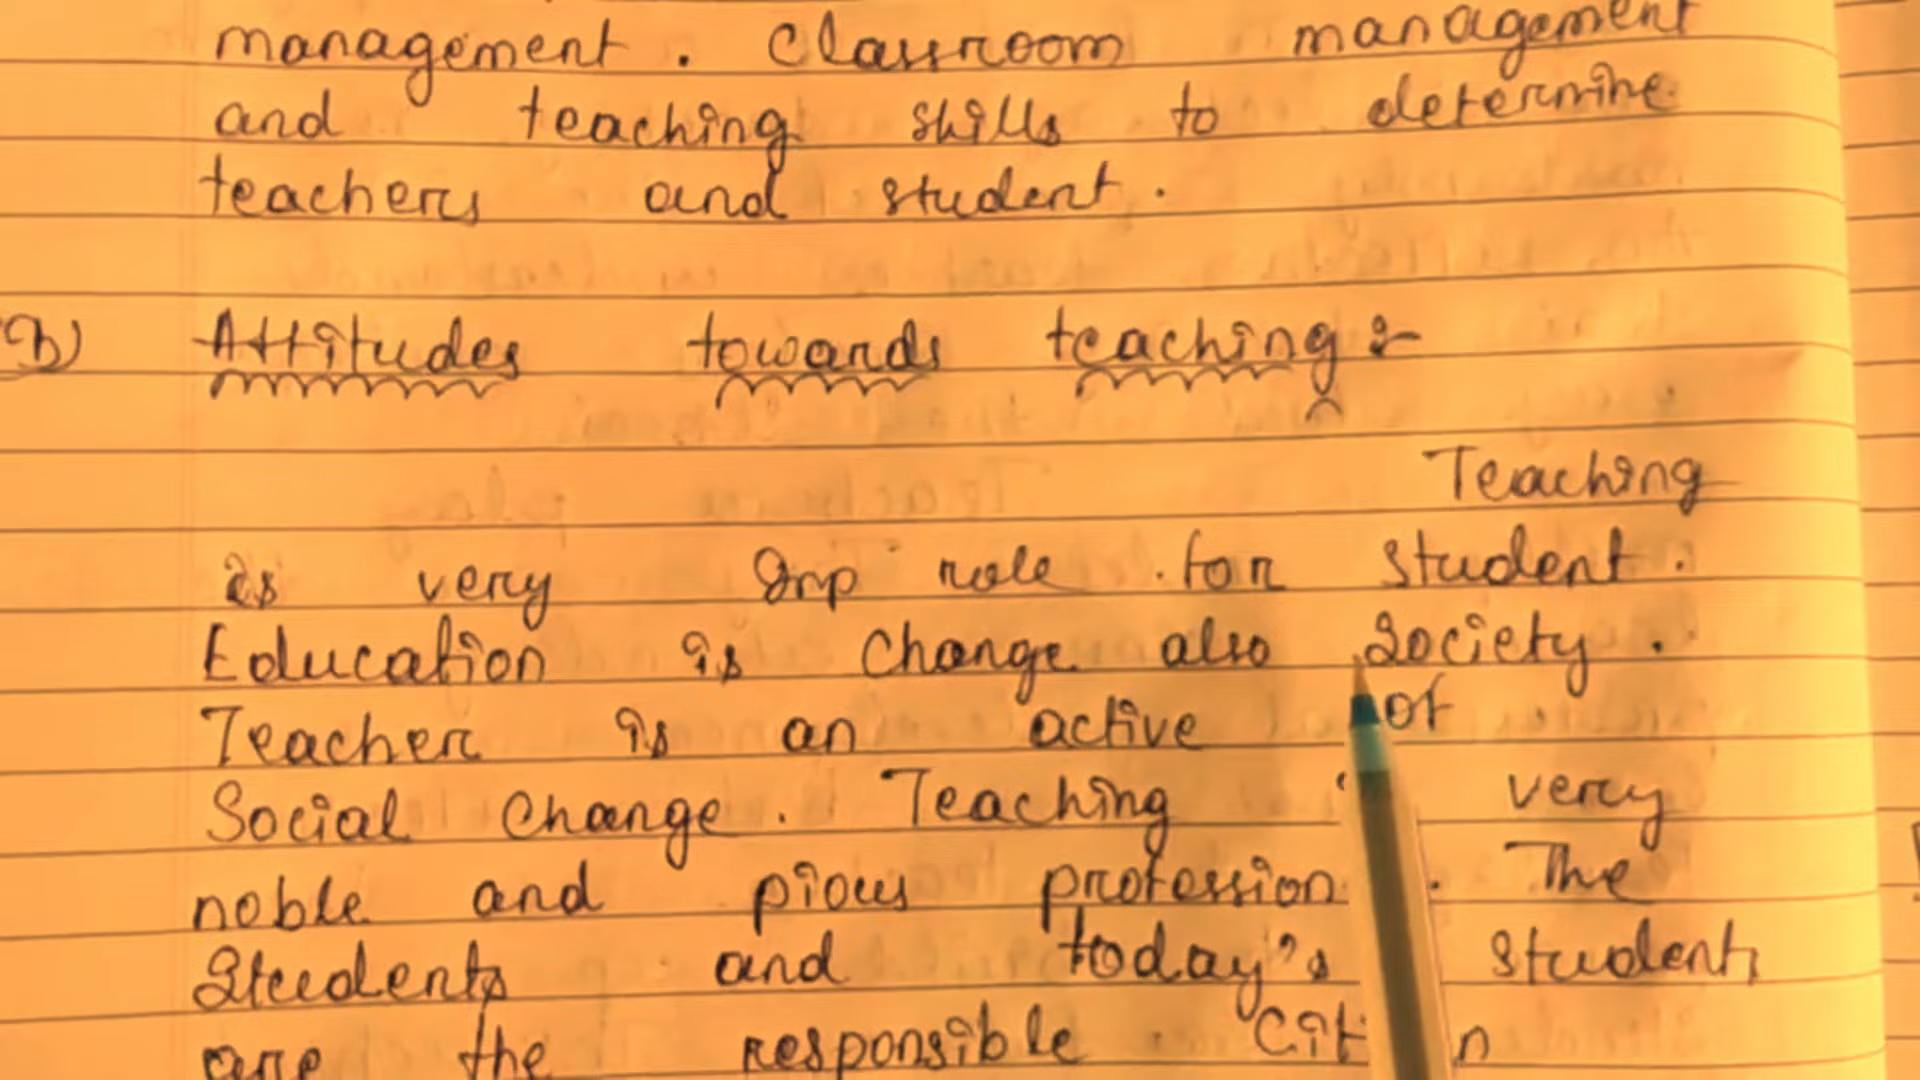 management. Classroom management
and teaching skills to determine
teachers and student.
b) Attitudes towards teaching :-
Teaching
is very Imp role for student.
Education is change also society.
Teacher is an active of
Social change. Teaching very
noble and pious profession. The
Students and today's students
are the responsible